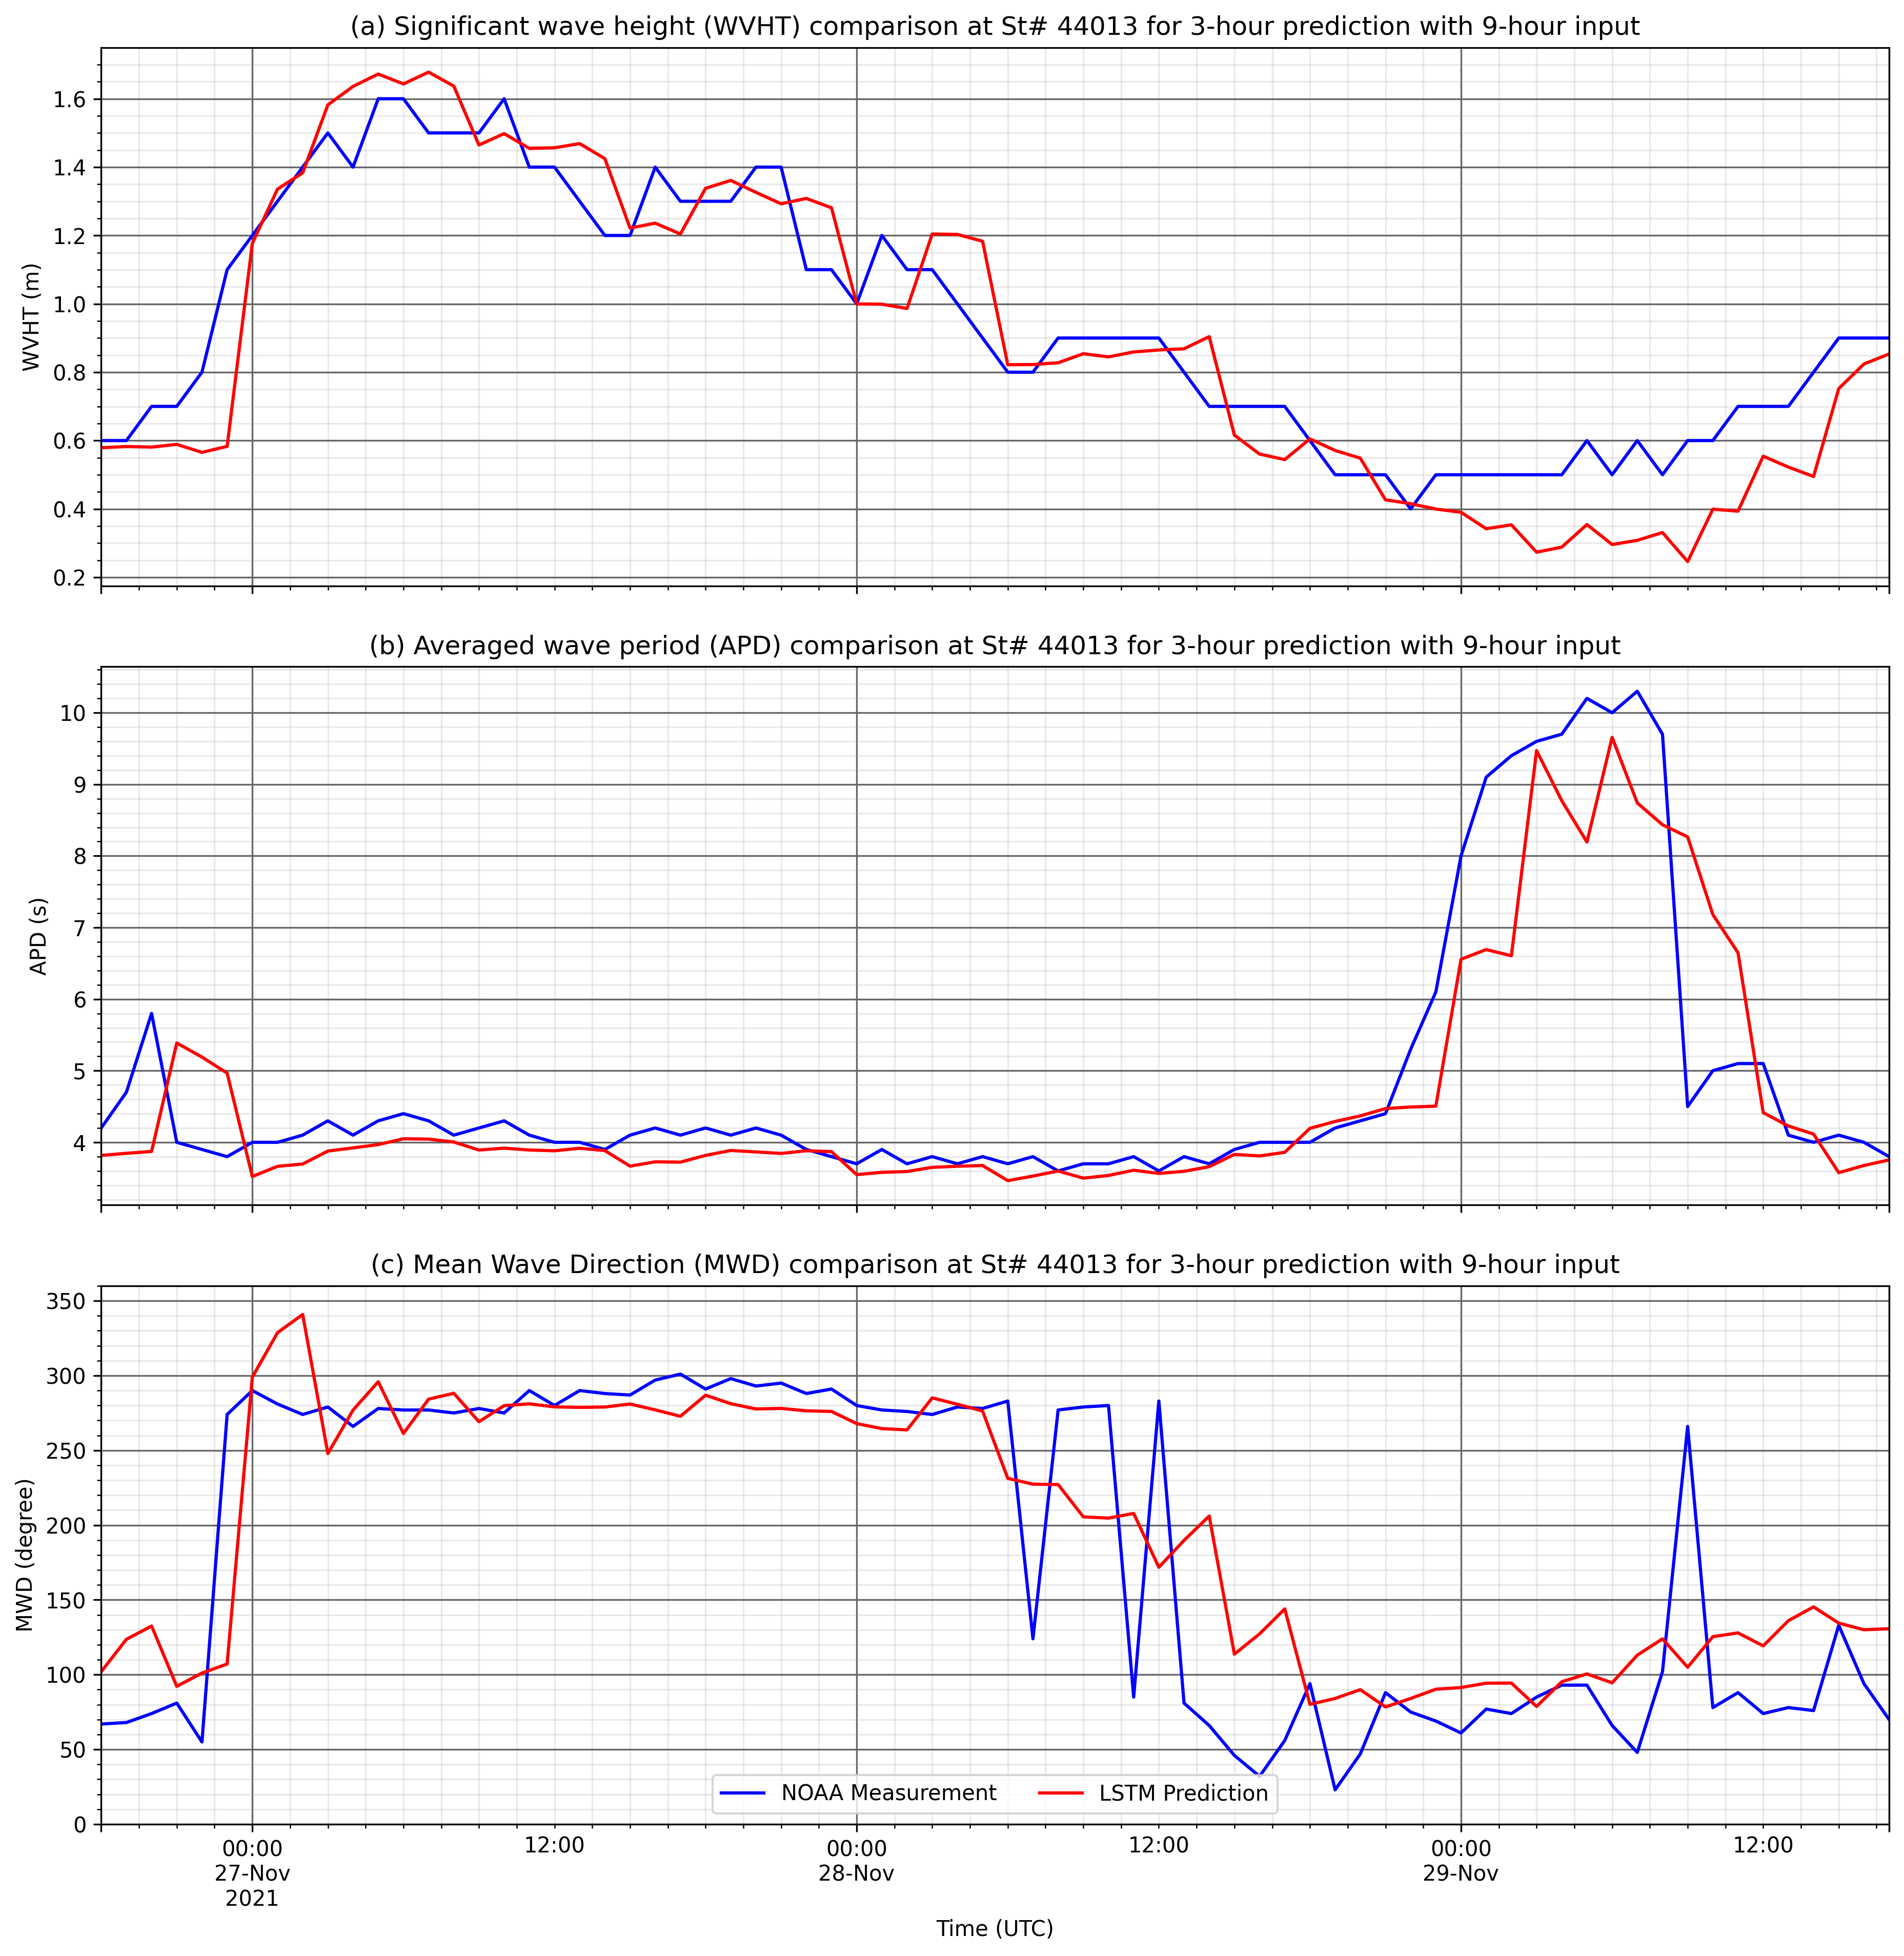 (a) Significant wave height (WVHT) comparison at St# 44013 for 3-hour prediction with 9-hour input
1.6
1.4
1.2
1.0
0.8
0.6
0.4
0.2
WVHT (m)
(b) Averaged wave period (APD) comparison at St# 44013 for 3-hour prediction with 9-hour input
10
9
8
7
6
5
4
APD (s)
(c) Mean Wave Direction (MWD) comparison at St# 44013 for 3-hour prediction with 9-hour input
350
300
250
200
150
100
50
0
MWD (degree)
NOAA Measurement LSTM Prediction
00:00 12:00 00:00 12:00 00:00 12:00
27-Nov 28-Nov 29-Nov
2021
Time (UTC)